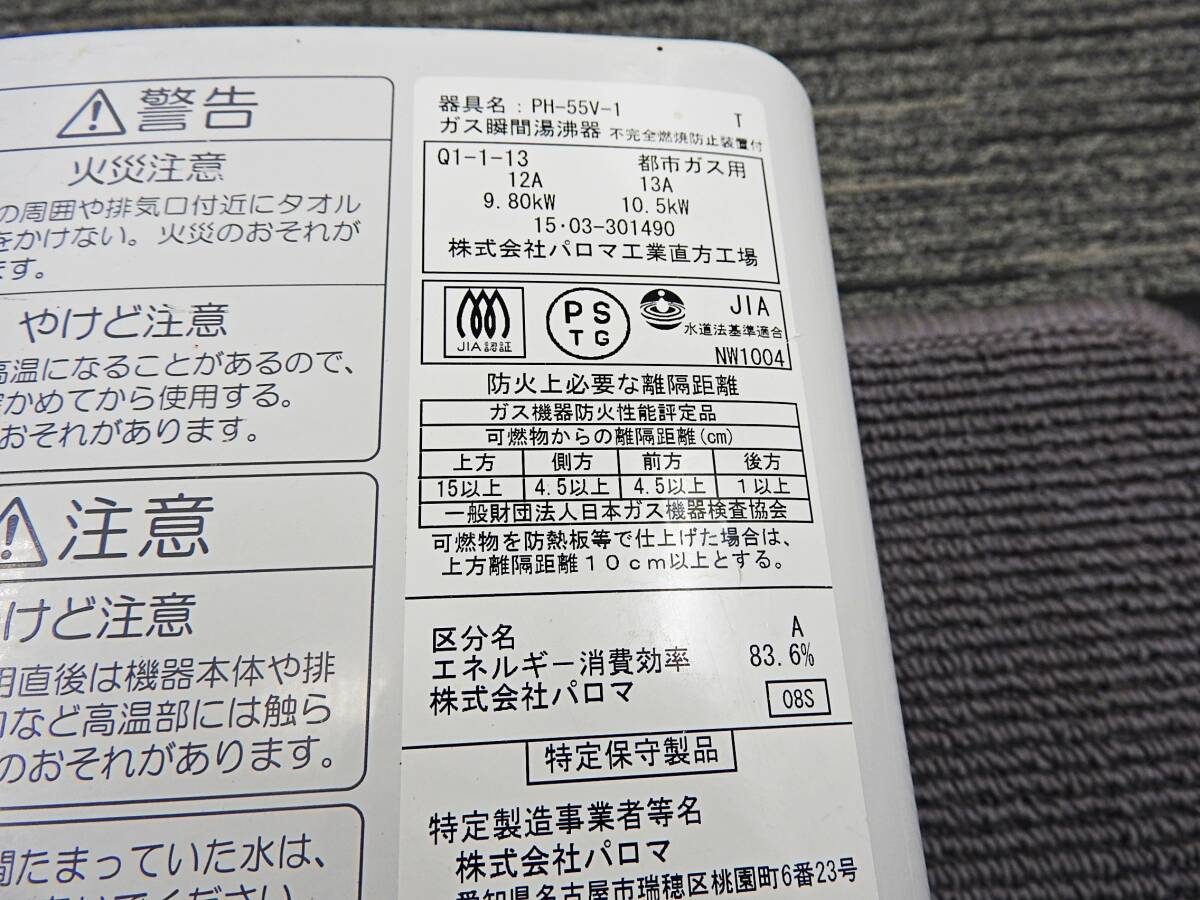 警告
火災注意
の周囲や排気口付近にタオル
をかけない。火災のおそれが
ます。
やけど注意
高温になることがあるので、
確かめてから使用する。
おそれがあります。
注意
けど注意
用直後は機器本体や排
口など高温部には触ら
のおそれがあります。
間たまっていた水は、
器具名：PH-55V-1 T
ガス瞬間湯沸器 不完全燃焼防止装置付
Q1-1-13 都市ガス用
12A 13A
9.80kW 10.5kW
15・03-301490
株式会社パロマ工業直方工場
JIA認証
PS
TG
JIA
水道法基準適合
NW1004
防火上必要な離隔距離
ガス機器防火性能評定品
可燃物からの離隔距離(cm)
上方 側方 前方 後方
15以上 4.5以上 4.5以上 1以上
一般財団法人日本ガス機器検査協会
可燃物を防熱板等で仕上げた場合は、
上方離隔距離１０ｃｍ以上とする。
区分名 A
エネルギー消費効率 83.6%
株式会社パロマ 08S
特定保守製品
特定製造事業者等名
株式会社パロマ
愛知県名古屋市瑞穂区桃園町6番23号